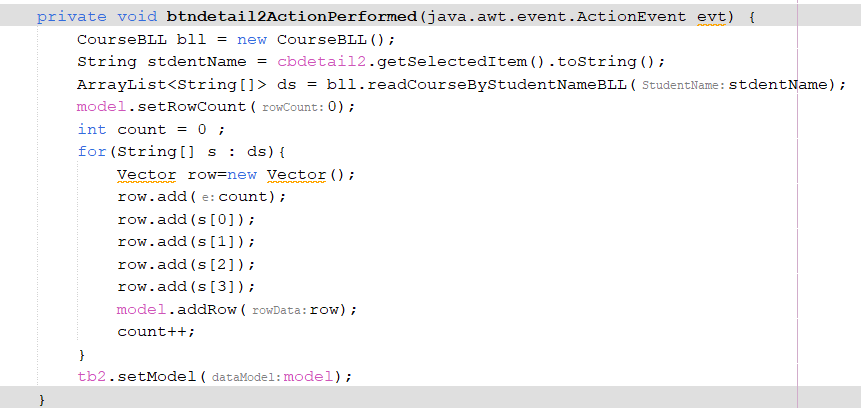 private void btndetail2ActionPerformed(java.awt.event.ActionEvent evt) {
CourseBLL bll = new CourseBLL();
String stdentName = cbdetail2.getSelectedItem().toString();
ArrayList<String[]> ds = bll.readCourseByStudentNameBLL( StudentName: stdentName);
model.setRowCount( rowCount: 0);
int count = 0 ;
for(String[] s : ds){
Vector row=new Vector();
row.add( e: count);
row.add(s[0]);
row.add(s[1]);
row.add(s[2]);
row.add(s[3]);
model.addRow( rowData: row);
count++;
}
tb2.setModel( dataModel: model);
}